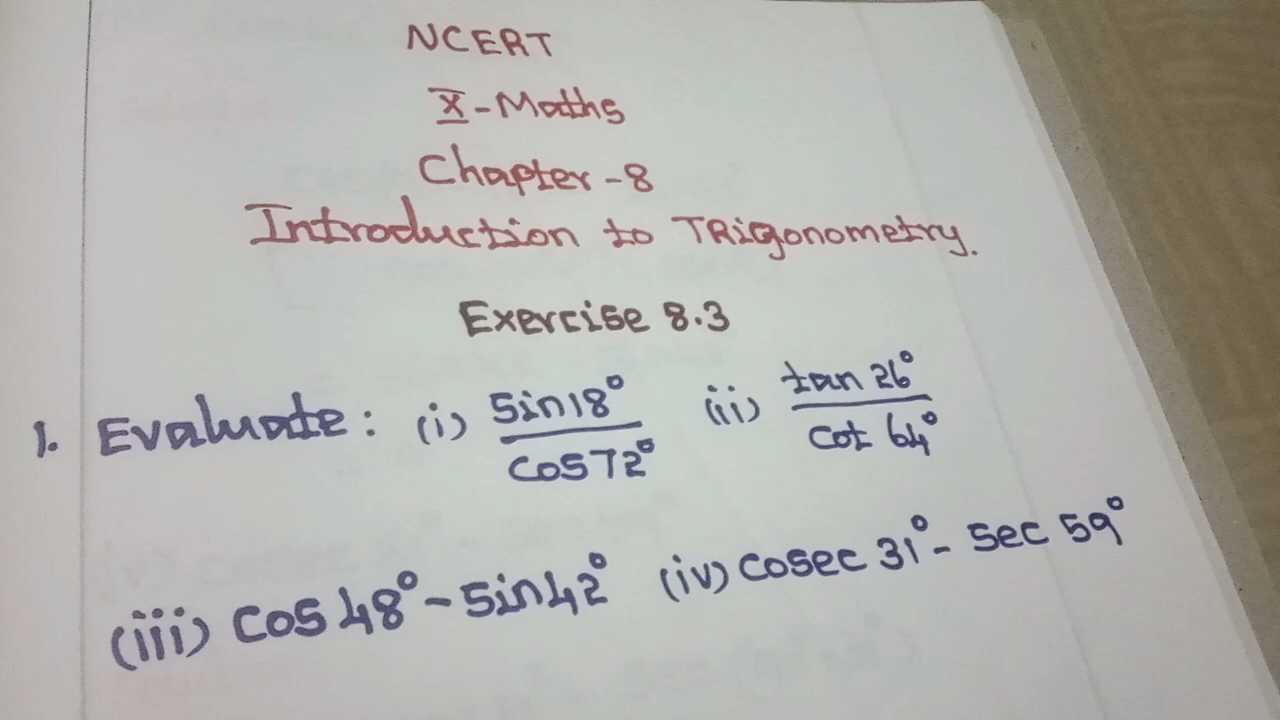 NCERT
X-Maths
Chapter-8
Introduction to TRigonometry.
Exercise 8.3
1. Evaluate: (i) Sin18°/Cos72° (ii) tan 26°/Cot 64°
(iii) Cos 48° - Sin42° (iv) Cosec 31° - Sec 59°